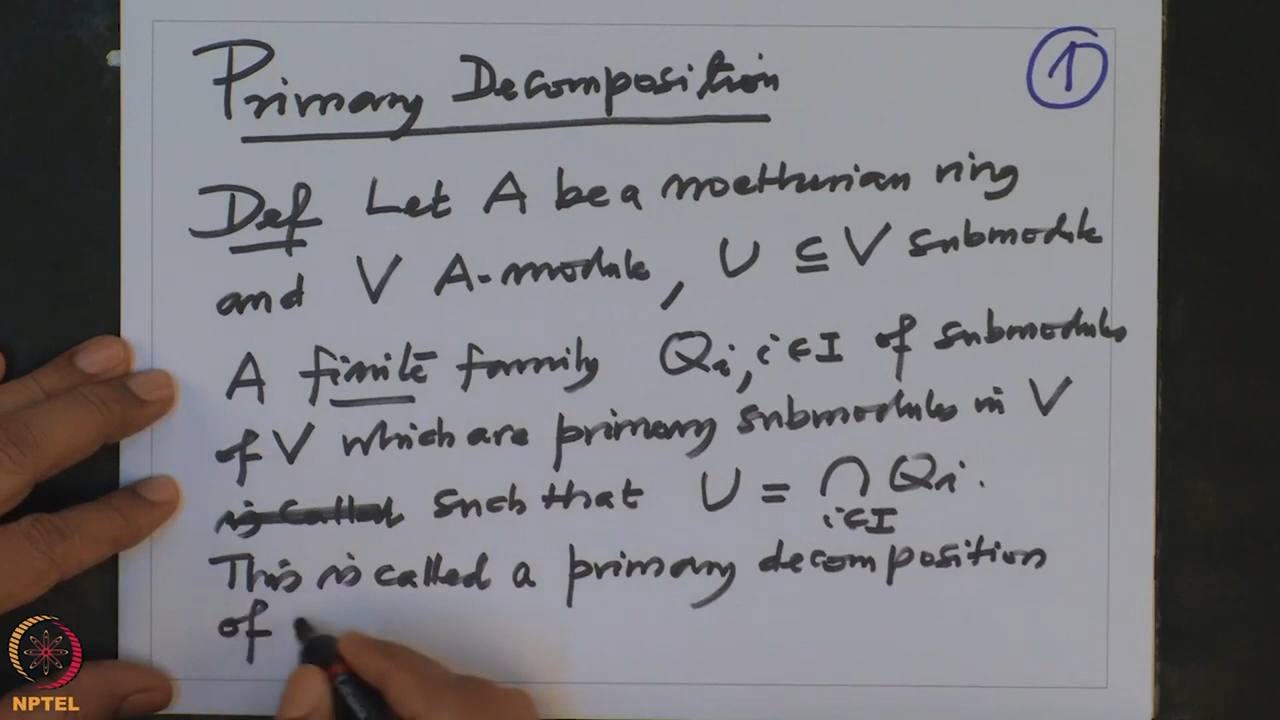 Primary Decomposition
1
Def Let A be a noetherian ring
and V A-module, U ⊆ V submodule
A finite family Qi, i∈I of submodules
of V which are primary submodules in V
is called such that U = ∩ Qi.
i∈I
This is called a primary decomposition
of
NPTEL